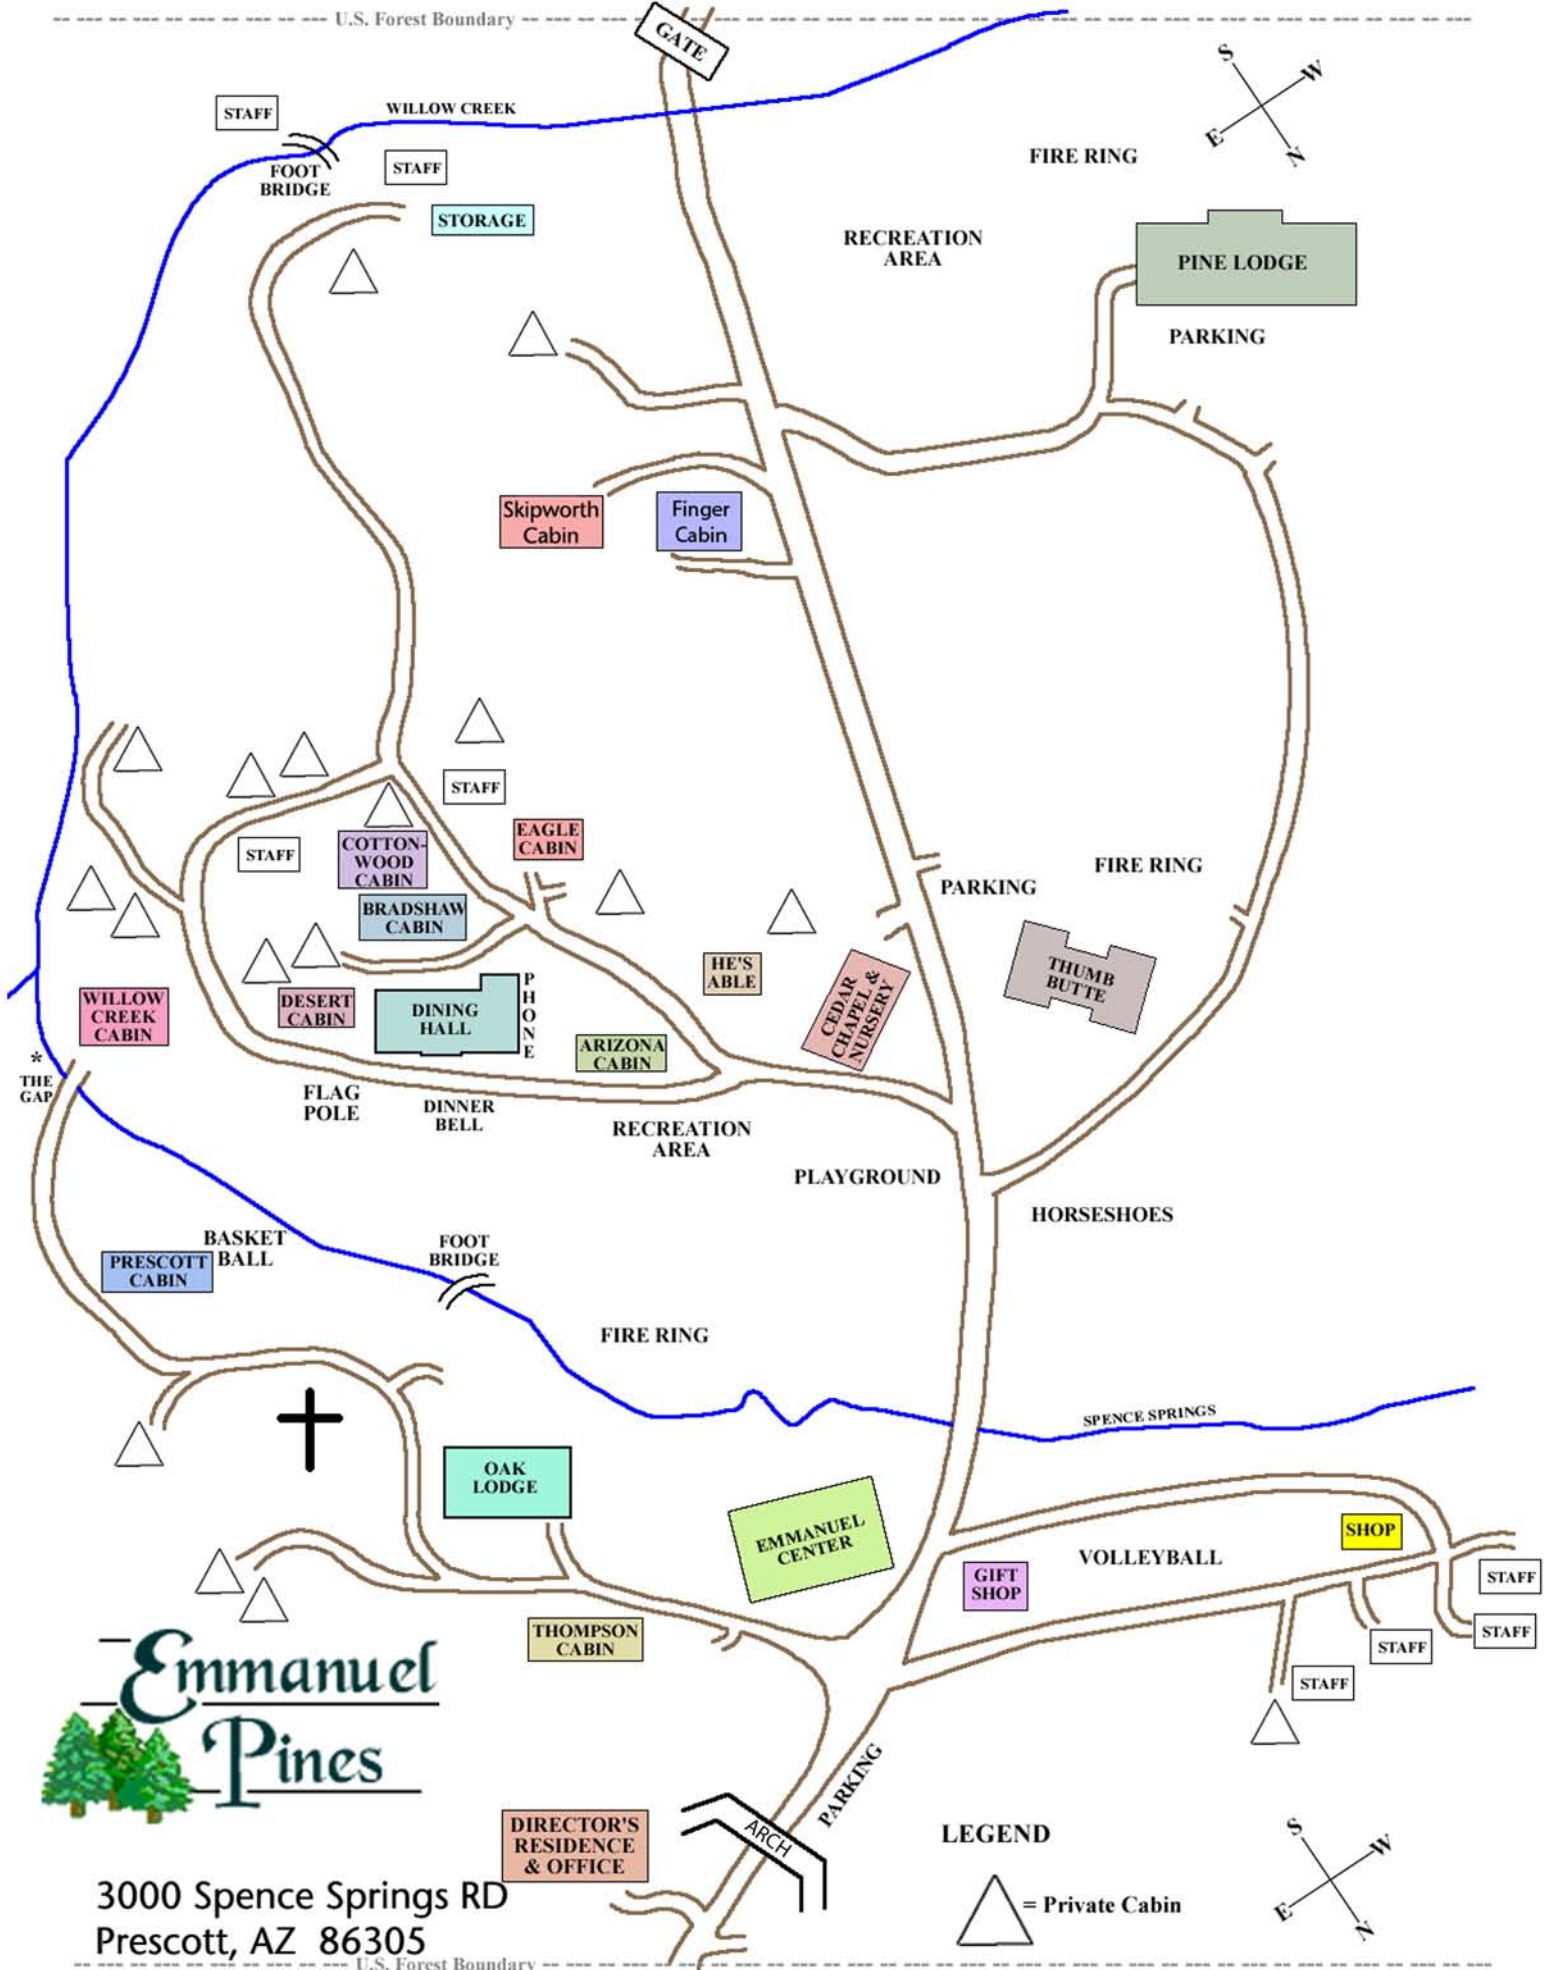 U.S. Forest Boundary
GATE
S
W
E
N
STAFF
WILLOW CREEK
FOOT
BRIDGE
STAFF
FIRE RING
STORAGE
RECREATION
AREA
PINE LODGE
PARKING
Skipworth
Cabin
Finger
Cabin
STAFF
STAFF
COTTON-
WOOD
CABIN
EAGLE
CABIN
BRADSHAW
CABIN
PARKING
FIRE RING
HE'S
ABLE
CEDAR
CHAPEL &
NURSERY
THUMB
BUTTE
WILLOW
CREEK
CABIN
DESERT
CABIN
DINING
HALL
PHONE
ARIZONA
CABIN
*
THE
GAP
FLAG
POLE
DINNER
BELL
RECREATION
AREA
PLAYGROUND
HORSESHOES
BASKET
BALL
PRESCOTT
CABIN
FOOT
BRIDGE
FIRE RING
SPENCE SPRINGS
OAK
LODGE
EMMANUEL
CENTER
GIFT
SHOP
VOLLEYBALL
SHOP
STAFF
STAFF
STAFF
STAFF
THOMPSON
CABIN
Emmanuel
Pines
PARKING
ARCH
DIRECTOR'S
RESIDENCE
& OFFICE
LEGEND
= Private Cabin
S
W
E
N
3000 Spence Springs RD
Prescott, AZ 86305
U.S. Forest Boundary